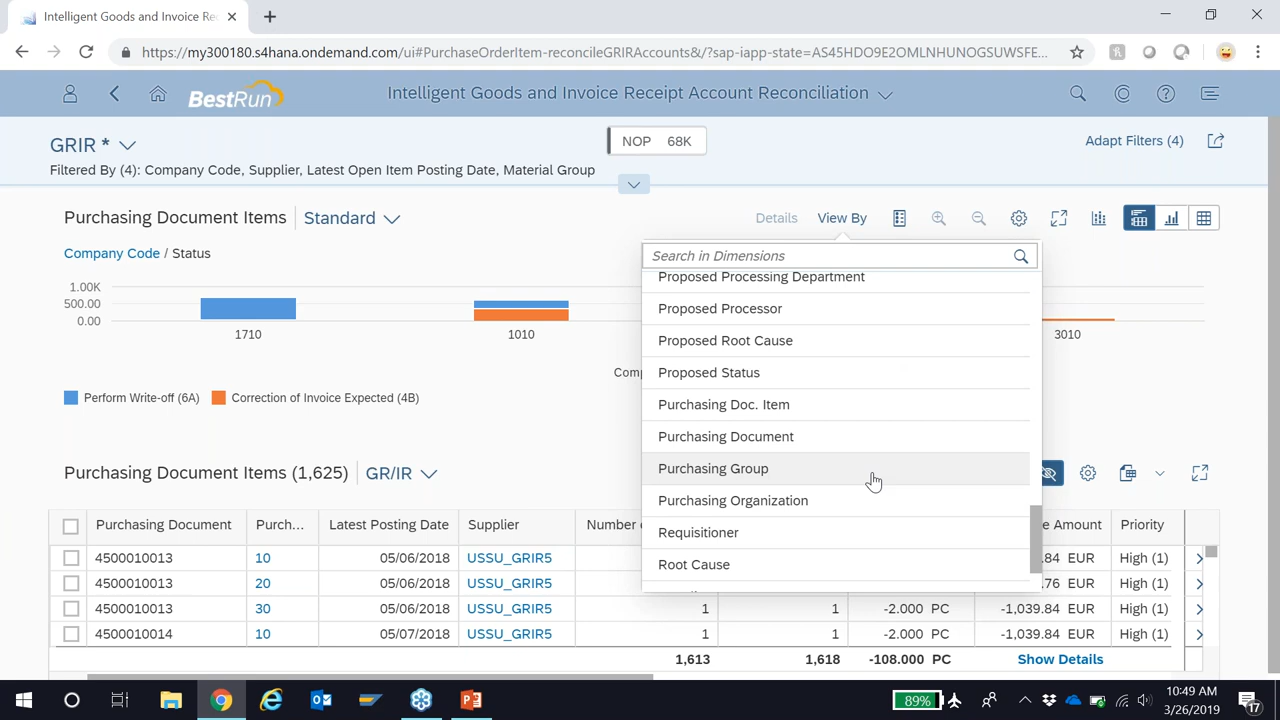 Intelligent Goods and Invoice Re
https://my300180.s4hana.ondemand.com/ui#PurchaseOrderItem-reconcileGRIRAccounts&/?sap-iapp-state=AS45HDO9E2OMLNHUNOGSUWSFE...
BestRun
Intelligent Goods and Invoice Receipt Account Reconciliation
GRIR *
NOP 68K
Adapt Filters (4)
Filtered By (4): Company Code, Supplier, Latest Open Item Posting Date, Material Group
Purchasing Document Items Standard
Details View By
Company Code / Status
Search in Dimensions
Proposed Processing Department
Proposed Processor
Proposed Root Cause
Proposed Status
Purchasing Doc. Item
Purchasing Document
Purchasing Group
Purchasing Organization
Requisitioner
Root Cause
1.00K
500.00
0.00
1710 1010 3010
Perform Write-off (6A) Correction of Invoice Expected (4B)
Purchasing Document Items (1,625) GR/IR
Purchasing Document Purch... Latest Posting Date Supplier Number Amount Priority
4500010013 10 05/06/2018 USSU_GRIR5 .84 EUR High (1)
4500010013 20 05/06/2018 USSU_GRIR5 .76 EUR High (1)
4500010013 30 05/06/2018 USSU_GRIR5 1 1 -2.000 PC -1,039.84 EUR High (1)
4500010014 10 05/07/2018 USSU_GRIR5 1 1 -2.000 PC -1,039.84 EUR High (1)
1,613 1,618 -108.000 PC Show Details
89%
10:49 AM
3/26/2019
17